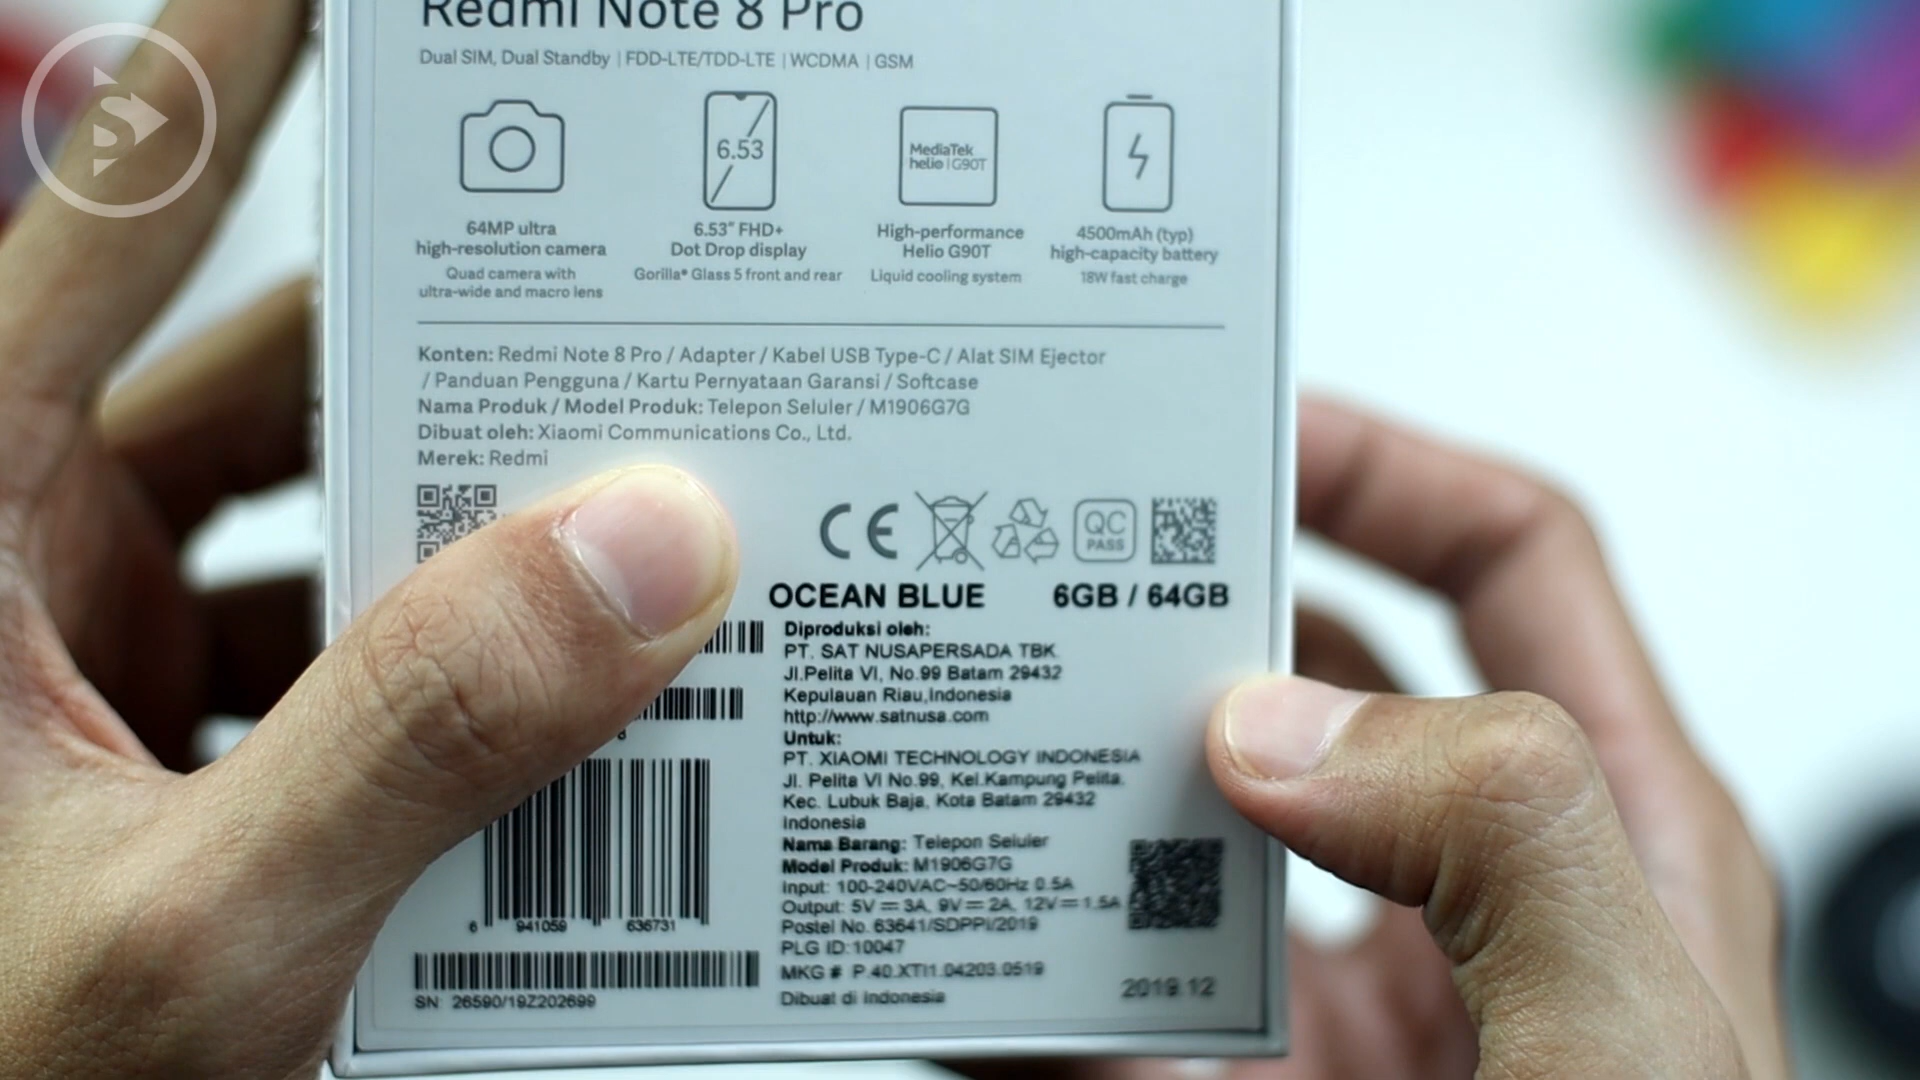 S
Redmi Note 8 Pro
Dual SIM, Dual Standby | FDD-LTE/TDD-LTE | WCDMA | GSM
6.53
MediaTek
helio | G90T
64MP ultra
high-resolution camera
Quad camera with
ultra-wide and macro lens
6.53" FHD+
Dot Drop display
Gorilla® Glass 5 front and rear
High-performance
Helio G90T
Liquid cooling system
4500mAh (typ)
high-capacity battery
18W fast charge
Konten: Redmi Note 8 Pro / Adapter / Kabel USB Type-C / Alat SIM Ejector
/ Panduan Pengguna / Kartu Pernyataan Garansi / Softcase
Nama Produk / Model Produk: Telepon Seluler / M1906G7G
Dibuat oleh: Xiaomi Communications Co., Ltd.
Merek: Redmi
CE
QC
PASS
OCEAN BLUE 6GB / 64GB
Diproduksi oleh:
PT. SAT NUSAPERSADA TBK
Jl.Pelita VI, No.99 Batam 29432
Kepulauan Riau,Indonesia
http://www.satnusa.com
Untuk:
PT. XIAOMI TECHNOLOGY INDONESIA
Jl. Pelita VI No.99, Kel.Kampung Pelita.
Kec. Lubuk Baja, Kota Batam 29432
Indonesia
Nama Barang: Telepon Seluler
Model Produk: M1906G7G
Input: 100-240VAC~50/60Hz 0.5A
Output: 5V⎓3A, 9V⎓2A, 12V⎓1.5A
Postel No. 63641/SDPPI/2019
PLG ID:10047
MKG # P.40.XTI1.04203.0519
Dibuat di Indonesia
2019.12
8
6 941059 636731
SN: 26590/19Z202699